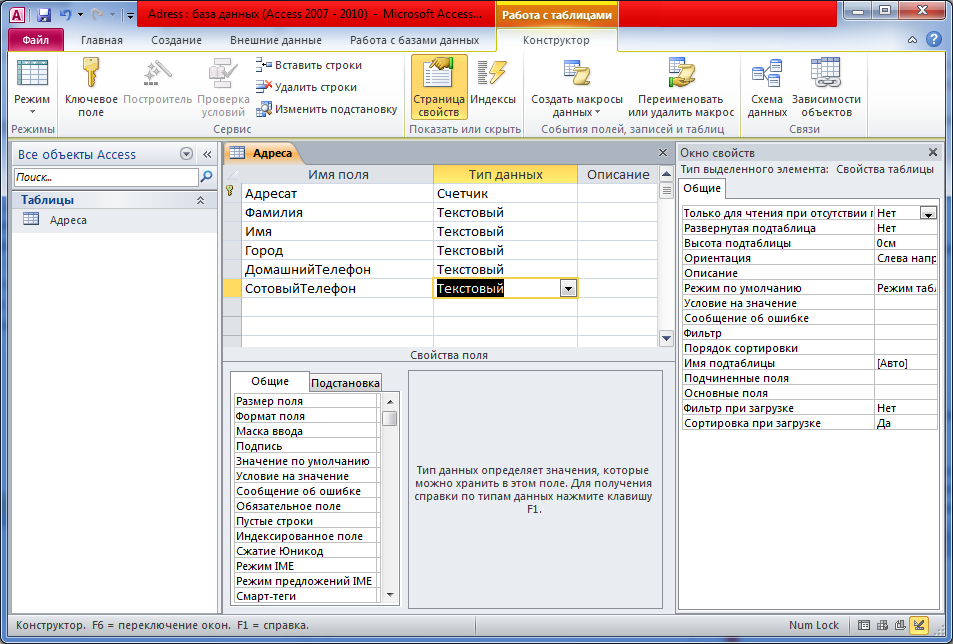 Adress : база данных (Access 2007 - 2010) - Microsoft Access...
Работа с таблицами
Файл
Главная
Создание
Внешние данные
Работа с базами данных
Конструктор
Режим
Ключевое поле
Построитель
Проверка условий
Вставить строки
Удалить строки
Изменить подстановку
Страница свойств
Индексы
Создать макросы данных
Переименовать или удалить макрос
Схема данных
Зависимости объектов
Режимы
Сервис
Показать или скрыть
События полей, записей и таблиц
Связи
Все объекты Access
Поиск...
Таблицы
Адреса
Адреса
Имя поля Тип данных Описание
Адресат Счетчик
Фамилия Текстовый
Имя Текстовый
Город Текстовый
ДомашнийТелефон Текстовый
СотовыйТелефон Текстовый
Свойства поля
Общие Подстановка
Размер поля
Формат поля
Маска ввода
Подпись
Значение по умолчанию
Условие на значение
Сообщение об ошибке
Обязательное поле
Пустые строки
Индексированное поле
Сжатие Юникод
Режим IME
Режим предложений IME
Смарт-теги
Тип данных определяет значения, которые
можно хранить в этом поле. Для получения
справки по типам данных нажмите клавишу
F1.
Окно свойств
Тип выделенного элемента: Свойства таблицы
Общие
Только для чтения при отсутствии п Нет
Развернутая подтаблица Нет
Высота подтаблицы 0см
Ориентация Слева напр
Описание
Режим по умолчанию Режим табл
Условие на значение
Сообщение об ошибке
Фильтр
Порядок сортировки
Имя подтаблицы [Авто]
Подчиненные поля
Основные поля
Фильтр при загрузке Нет
Сортировка при загрузке Да
Конструктор. F6 = переключение окон. F1 = справка.
Num Lock